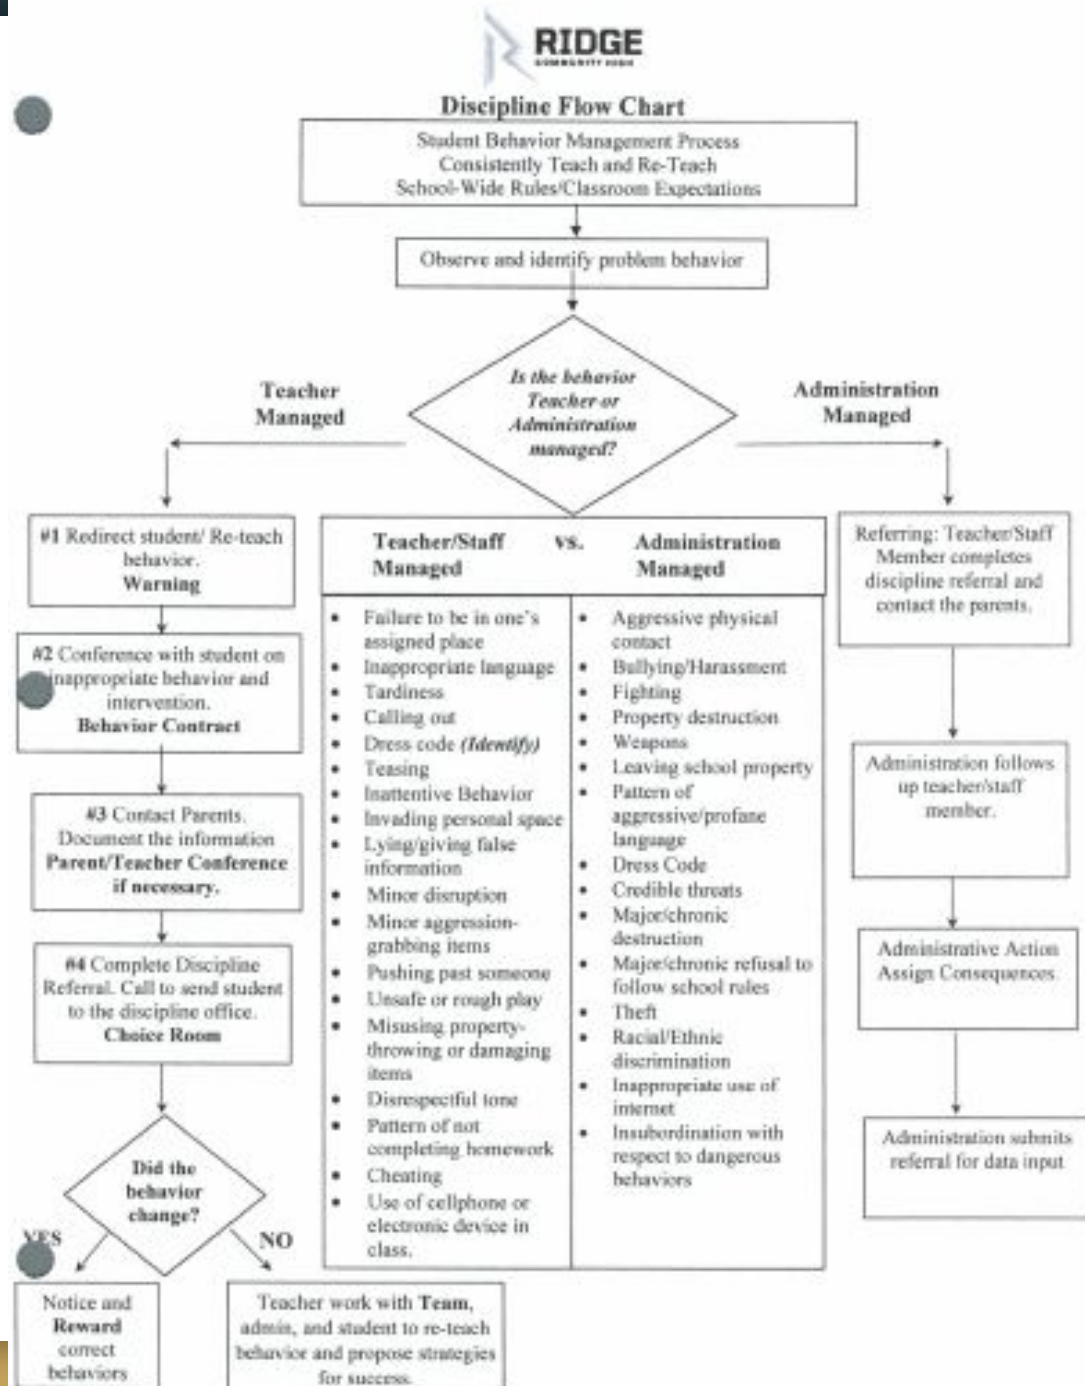 RIDGE
COMMUNITY HIGH
Discipline Flow Chart
Student Behavior Management Process
Consistently Teach and Re-Teach
School-Wide Rules/Classroom Expectations
Observe and identify problem behavior
Is the behavior
Teacher or
Administration
managed?
Teacher
Managed
Administration
Managed
#1 Redirect student/ Re-teach
behavior.
Warning
#2 Conference with student on
inappropriate behavior and
intervention.
Behavior Contract
#3 Contact Parents.
Document the information
Parent/Teacher Conference
if necessary.
#4 Complete Discipline
Referral. Call to send student
to the discipline office.
Choice Room
Did the
behavior
change?
YES
NO
Notice and
Reward
correct
behaviors
Teacher work with Team,
admin, and student to re-teach
behavior and propose strategies
for success.
Teacher/Staff vs. Administration
Managed Managed
• Failure to be in one's
assigned place
• Inappropriate language
• Tardiness
• Calling out
• Dress code (Identify)
• Teasing
• Inattentive Behavior
• Invading personal space
• Lying/giving false
information
• Minor disruption
• Minor aggression-
grabbing items
• Pushing past someone
• Unsafe or rough play
• Misusing property-
throwing or damaging
items
• Disrespectful tone
• Pattern of not
completing homework
• Cheating
• Use of cellphone or
electronic device in
class.
• Aggressive physical
contact
• Bullying/Harassment
• Fighting
• Property destruction
• Weapons
• Leaving school property
• Pattern of
aggressive/profane
language
• Dress Code
• Credible threats
• Major/chronic
destruction
• Major/chronic refusal to
follow school rules
• Theft
• Racial/Ethnic
discrimination
• Inappropriate use of
internet
• Insubordination with
respect to dangerous
behaviors
Referring: Teacher/Staff
Member completes
discipline referral and
contact the parents.
Administration follows
up teacher/staff
member.
Administrative Action
Assign Consequences.
Administration submits
referral for data input